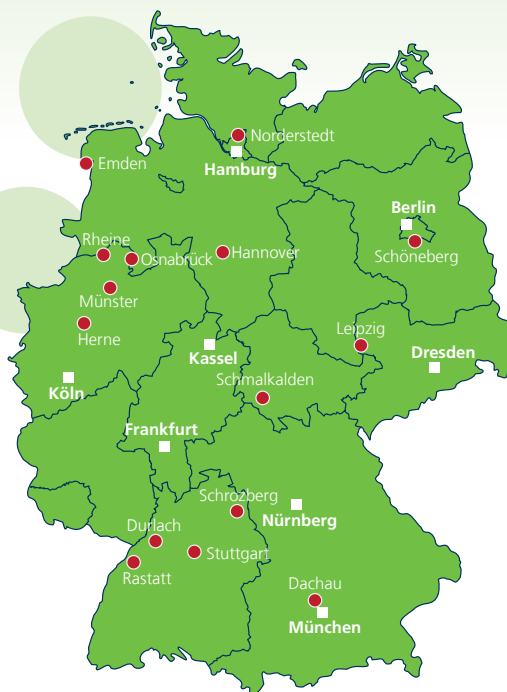 Norderstedt
Hamburg
Emden
Berlin
Schöneberg
Rheine
Osnabrück
Hannover
Münster
Herne
Leipzig
Kassel
Dresden
Schmalkalden
Köln
Frankfurt
Schrozberg
Nürnberg
Durlach
Stuttgart
Rastatt
Dachau
München